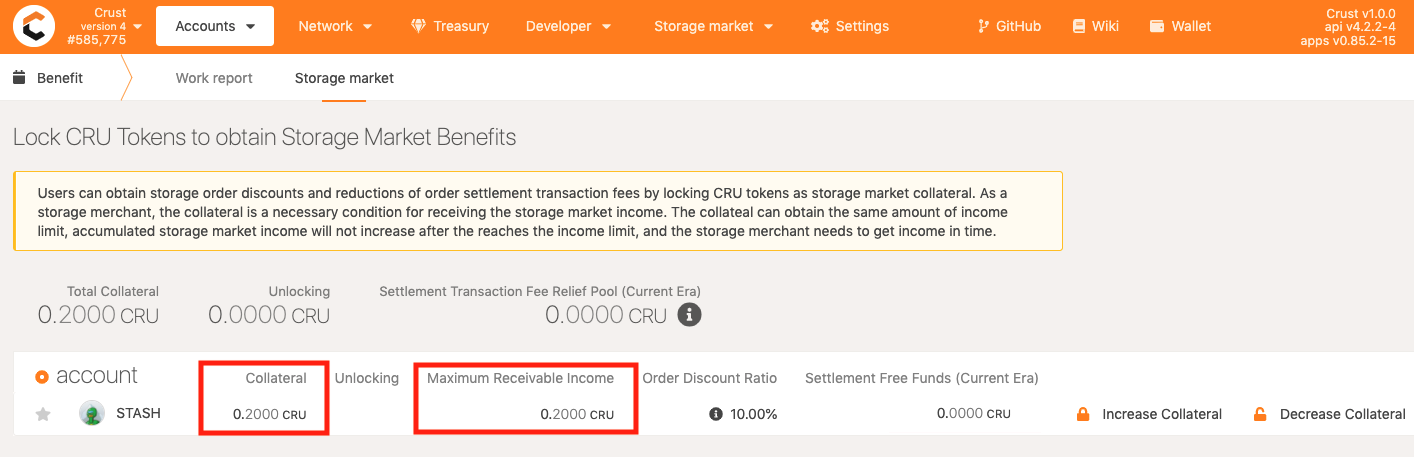 Crust
version 4
#585,775
Accounts
Network
Treasury
Developer
Storage market
Settings
GitHub
Wiki
Wallet
Crust v1.0.0
api v4.2.2-4
apps v0.85.2-15
Benefit
Work report
Storage market
Lock CRU Tokens to obtain Storage Market Benefits
Users can obtain storage order discounts and reductions of order settlement transaction fees by locking CRU tokens as storage market collateral. As a
storage merchant, the collateral is a necessary condition for receiving the storage market income. The collateal can obtain the same amount of income
limit, accumulated storage market income will not increase after the reaches the income limit, and the storage merchant needs to get income in time.
Total Collateral
0.2000 CRU
Unlocking
0.0000 CRU
Settlement Transaction Fee Relief Pool (Current Era)
0.0000 CRU
account
Collateral
Unlocking
Maximum Receivable Income
Order Discount Ratio
Settlement Free Funds (Current Era)
STASH
0.2000 CRU
0.2000 CRU
10.00%
0.0000 CRU
Increase Collateral
Decrease Collateral